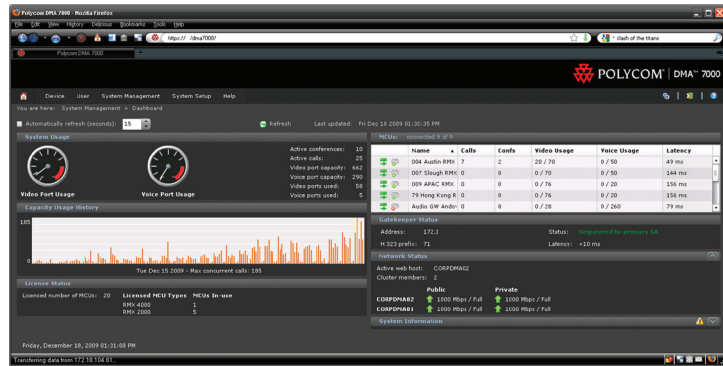 Polycom DMA 7000 - Mozilla Firefox
File Edit View History Delicious Bookmarks Tools Help
https:// /dma7000/ clash of the titans
Polycom DMA 7000
POLYCOM® | DMA™ 7000
Device User System Management System Setup Help
You are here: System Management > Dashboard
Automatically refresh (seconds): 15 Refresh Last updated: Fri Dec 18 2009 01:30:35 PM
System Usage
Video Port Usage
Voice Port Usage
Active conferences: 10
Active calls: 25
Video port capacity: 662
Voice port capacity: 290
Video ports used: 58
Voice ports used: 5
Capacity Usage History
185
0
Tue Dec 15 2009 - Max concurrent calls: 185
License Status
Licensed number of MCUs: 20 Licensed MCU Types MCUs In-use
RMX 4000 1
RMX 2000 5
MCUs: connected 9 of 9
Name Calls Confs Video Usage Voice Usage Latency
004 Austin RMX 7 2 20 / 70 0 / 50 49 ms
007 Slough RMX 0 0 0 / 70 0 / 50 144 ms
009 APAC RMX 0 0 0 / 76 0 / 20 156 ms
79 Hong Kong R 0 0 0 / 76 0 / 20 156 ms
Audio GW Andov 0 0 0 / 28 0 / 260 79 ms
Gatekeeper Status
Address: 172.1 Status: Registered to primary GK
H.323 prefix: 71 Latency: <10 ms
Network Status
Active web host: CORPDMA02
Cluster members: 2
Public Private
CORPDMA02 1000 Mbps / Full 1000 Mbps / Full
CORPDMA01 1000 Mbps / Full 1000 Mbps / Full
System Information
Friday, December 18, 2009 01:31:08 PM
Transferring data from 172.18.104.61...